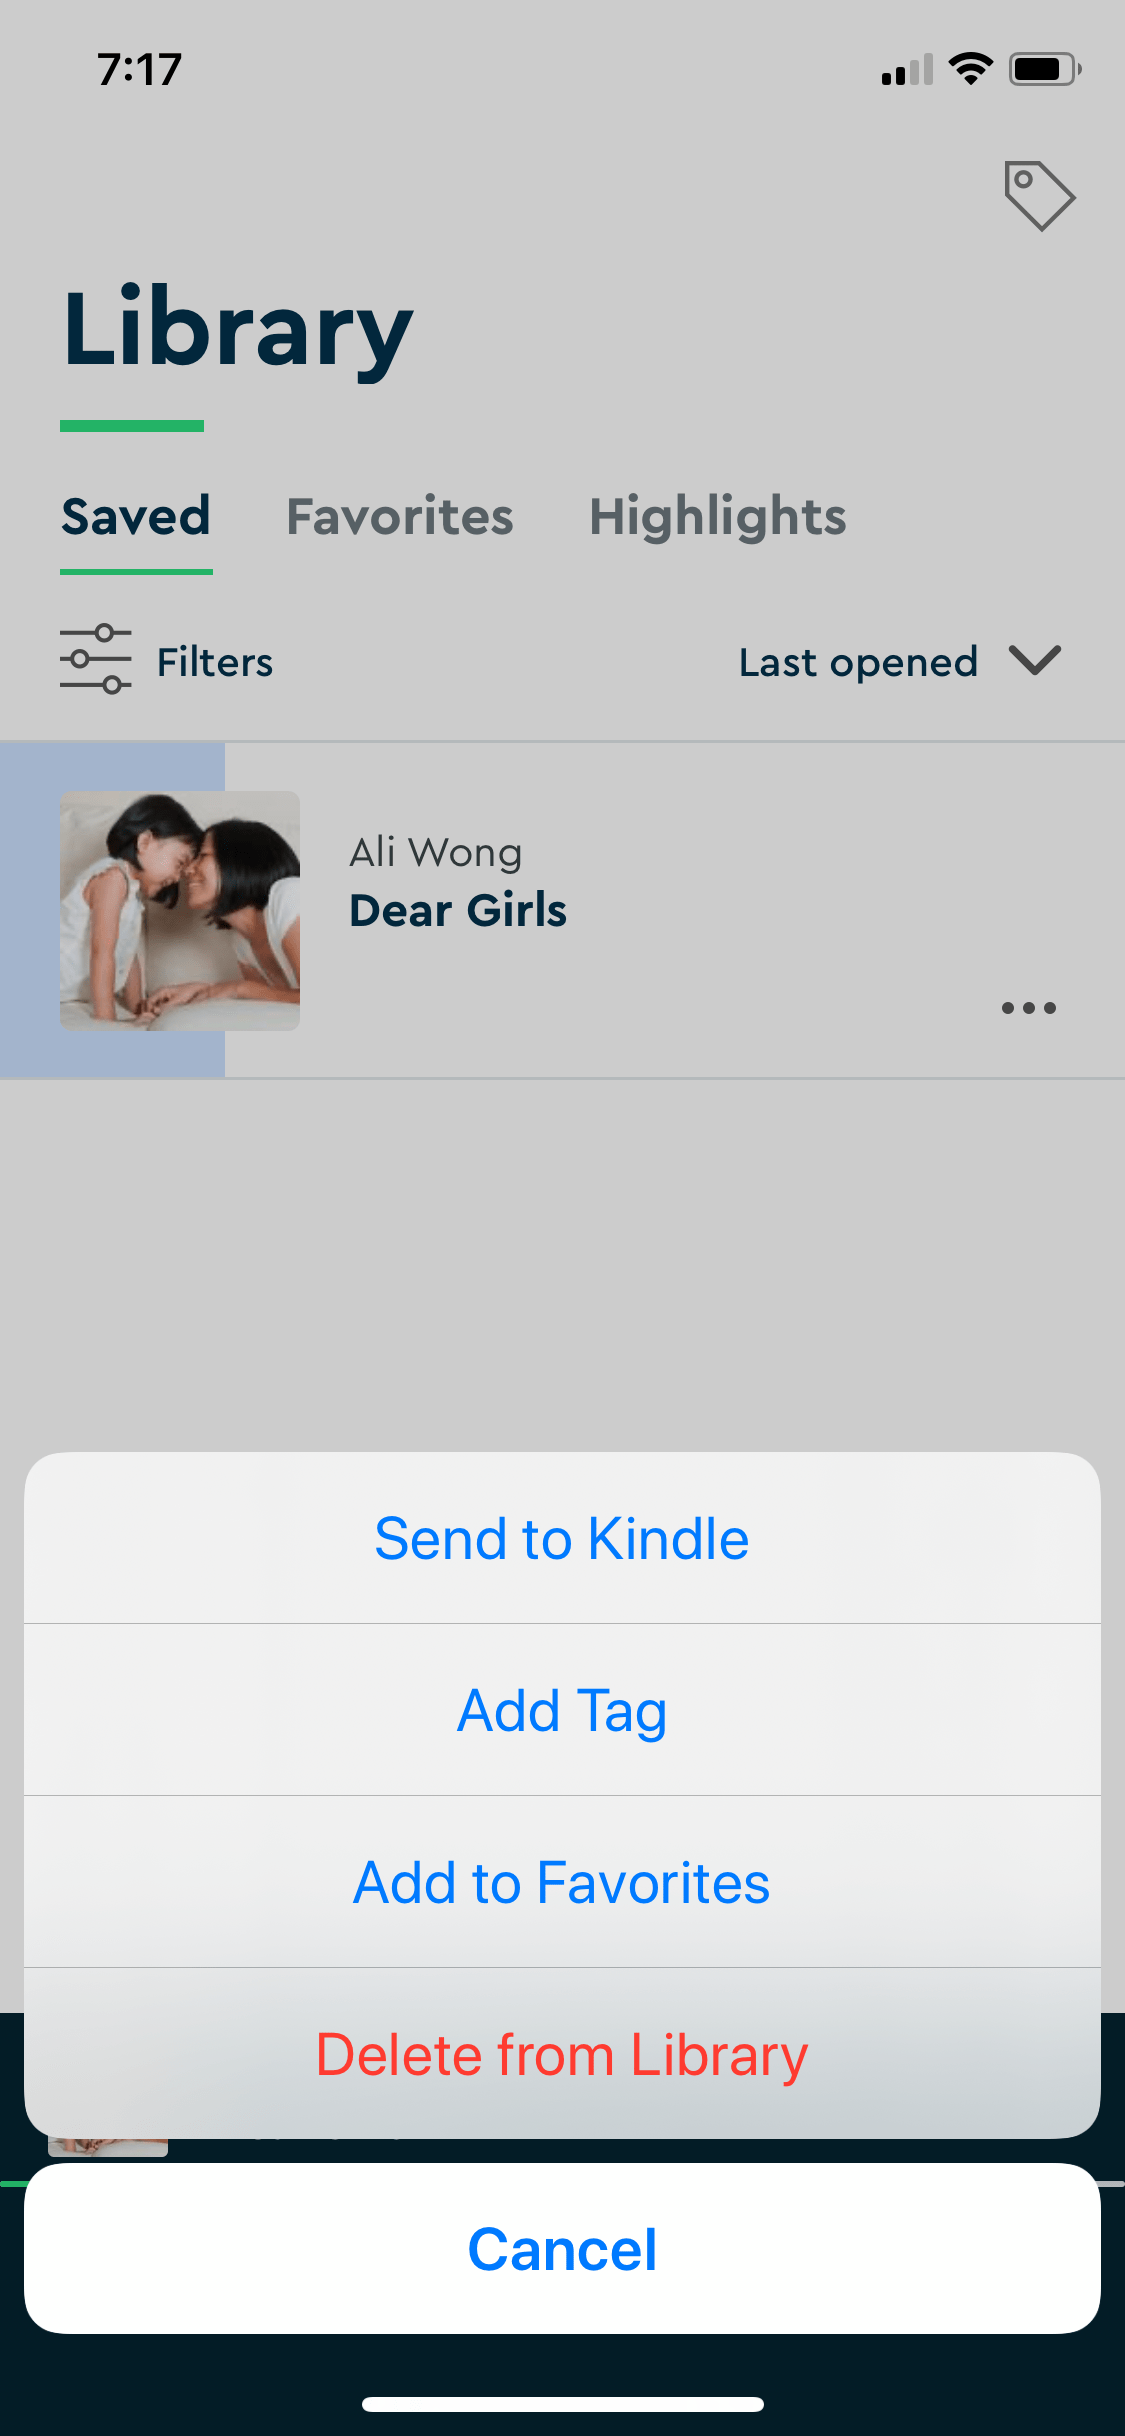 7:17
Library
Saved Favorites Highlights
Filters Last opened
Ali Wong
Dear Girls
Send to Kindle
Add Tag
Add to Favorites
Delete from Library
Cancel